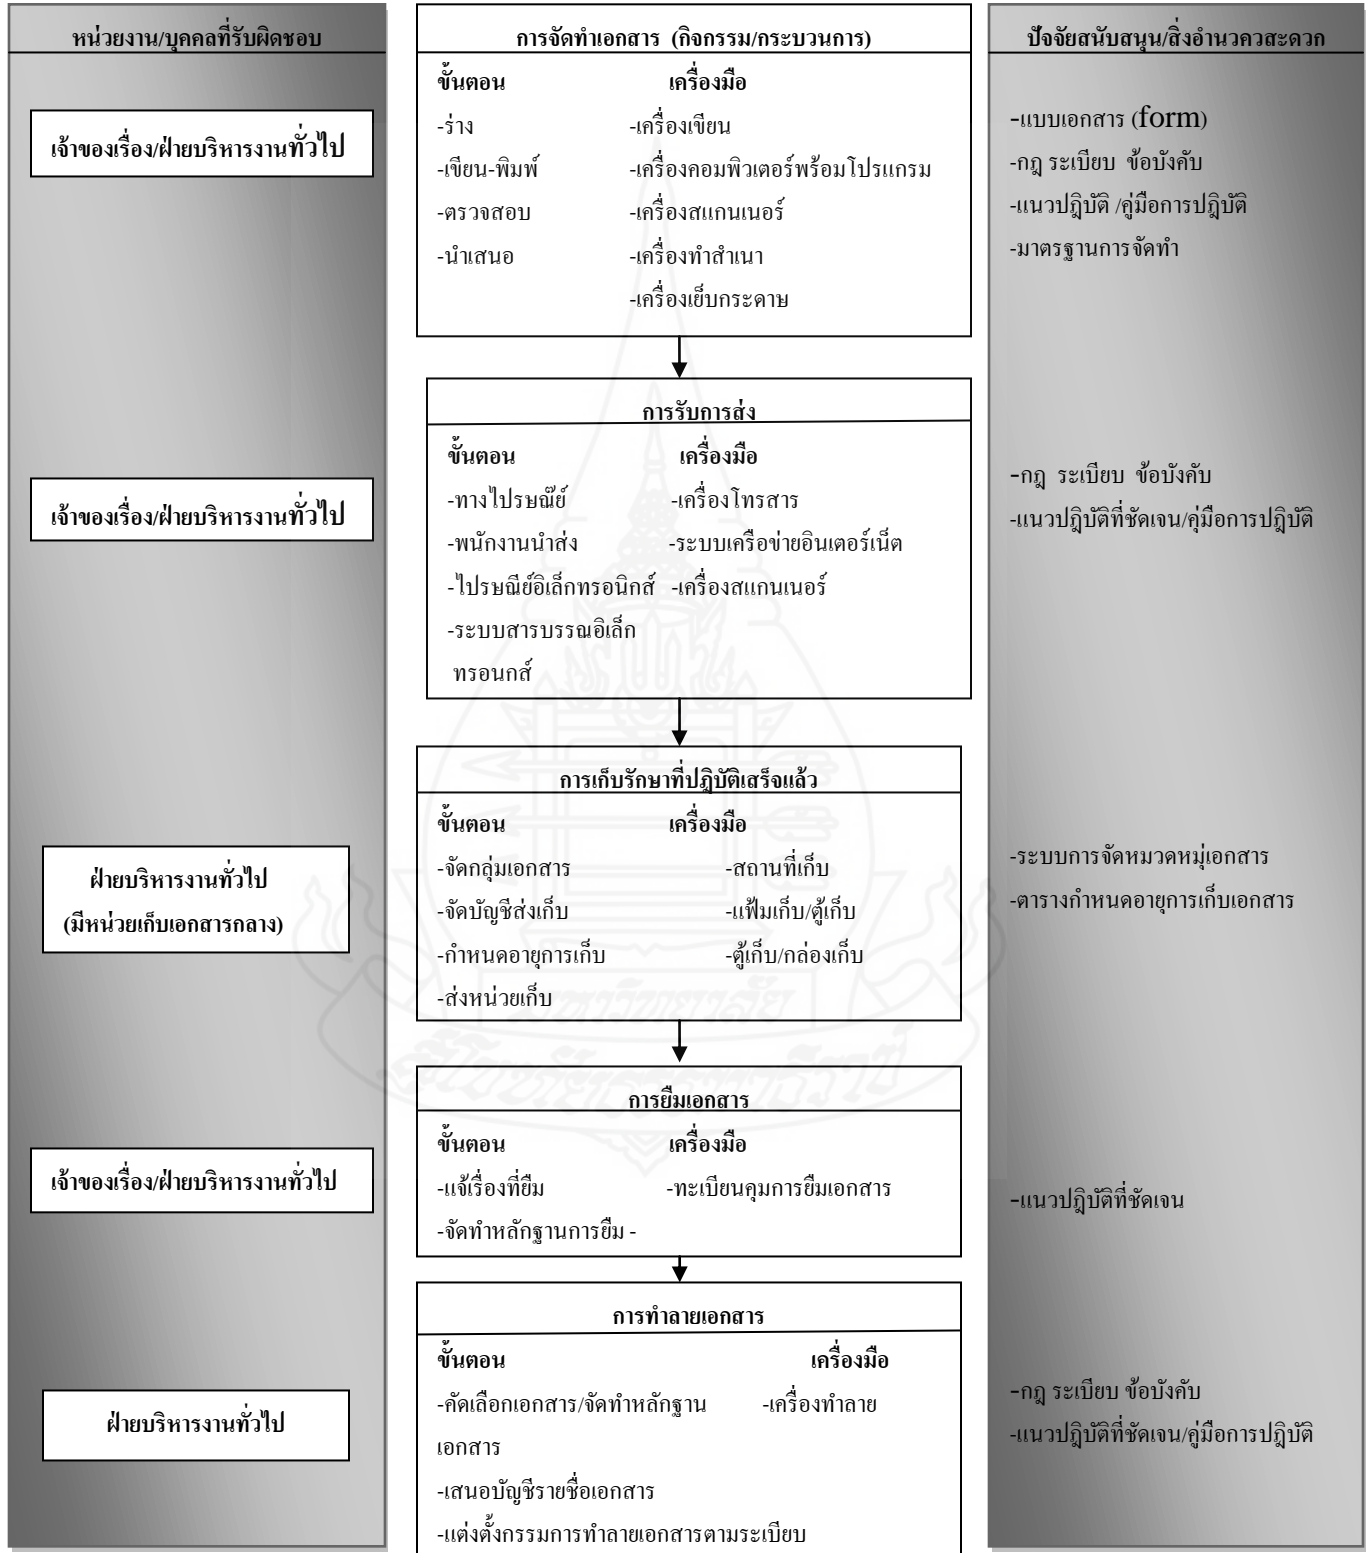 หน่วยงาน/บุคคลที่รับผิดชอบ
เจ้าของเรื่อง/ฝ่ายบริหารงานทั่วไป
เจ้าของเรื่อง/ฝ่ายบริหารงานทั่วไป
ฝ่ายบริหารงานทั่วไป
(มีหน่วยเก็บเอกสารกลาง)
เจ้าของเรื่อง/ฝ่ายบริหารงานทั่วไป
ฝ่ายบริหารงานทั่วไป
การจัดทำเอกสาร (กิจกรรม/กระบวนการ)
ขั้นตอน เครื่องมือ
-ร่าง -เครื่องเขียน
-เขียน-พิมพ์ -เครื่องคอมพิวเตอร์พร้อมโปรแกรม
-ตรวจสอบ -เครื่องสแกนเนอร์
-นำเสนอ -เครื่องทำสำเนา
-เครื่องเย็บกระดาษ
การรับการส่ง
ขั้นตอน เครื่องมือ
-ทางไปรษณีย์ -เครื่องโทรสาร
-พนักงานนำส่ง -ระบบเครือข่ายอินเตอร์เน็ต
-ไปรษณีย์อิเล็กทรอนิกส์ -เครื่องสแกนเนอร์
-ระบบสารบรรณอิเล็ก
ทรอนกส์
การเก็บรักษาที่ปฎิบัติเสร็จแล้ว
ขั้นตอน เครื่องมือ
-จัดกลุ่มเอกสาร -สถานที่เก็บ
-จัดบัญชีส่งเก็บ -แฟ้มเก็บ/ตู้เก็บ
-กำหนดอายุการเก็บ -ตู้เก็บ/กล่องเก็บ
-ส่งหน่วยเก็บ
มหาวิทยาลัย
สุโขทัยธรรมาธิราช
การยืมเอกสาร
ขั้นตอน เครื่องมือ
-แจ้เรื่องที่ยืม -ทะเบียนคุมการยืมเอกสาร
-จัดทำหลักฐานการยืม -
การทำลายเอกสาร
ขั้นตอน เครื่องมือ
-คัดเลือกเอกสาร/จัดทำหลักฐาน -เครื่องทำลาย
เอกสาร
-เสนอบัญชีรายชื่อเอกสาร
-แต่งตั้งกรรมการทำลายเอกสารตามระเบียบ
ปัจจัยสนับสนุน/สิ่งอำนวควสะดวก
-แบบเอกสาร (form)
-กฎ ระเบียบ ข้อบังคับ
-แนวปฎิบัติ /คู่มือการปฎิบัติ
-มาตรฐานการจัดทำ
-กฎ ระเบียบ ข้อบังคับ
-แนวปฎิบัติที่ชัดเจน/คู่มือการปฎิบัติ
-ระบบการจัดหมวดหมู่เอกสาร
-ตารางกำหนดอายุการเก็บเอกสาร
-แนวปฎิบัติที่ชัดเจน
-กฎ ระเบียบ ข้อบังคับ
-แนวปฎิบัติที่ชัดเจน/คู่มือการปฎิบัติ